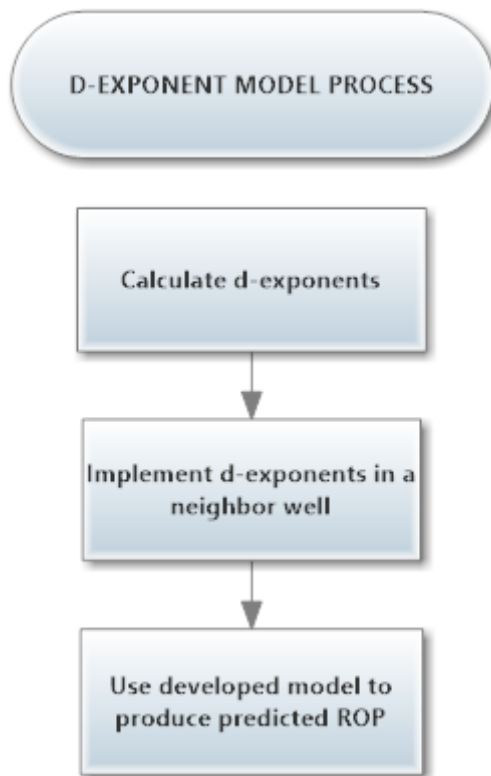 D-EXPONENT MODEL PROCESS
Calculate d-exponents
Implement d-exponents in a
neighbor well
Use developed model to
produce predicted ROP